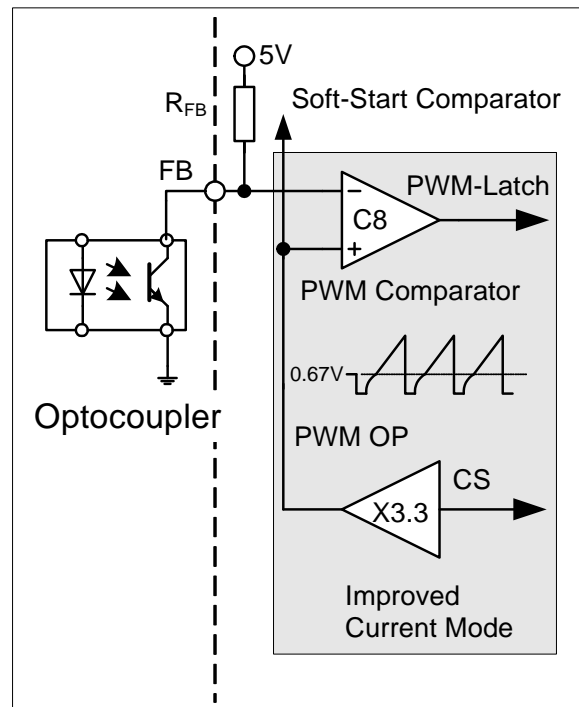 5V
R_FB
Soft-Start Comparator
FB
PWM-Latch
−
C8
+
PWM Comparator
0.67V
Optocoupler
PWM OP
CS
X3.3
Improved
Current Mode